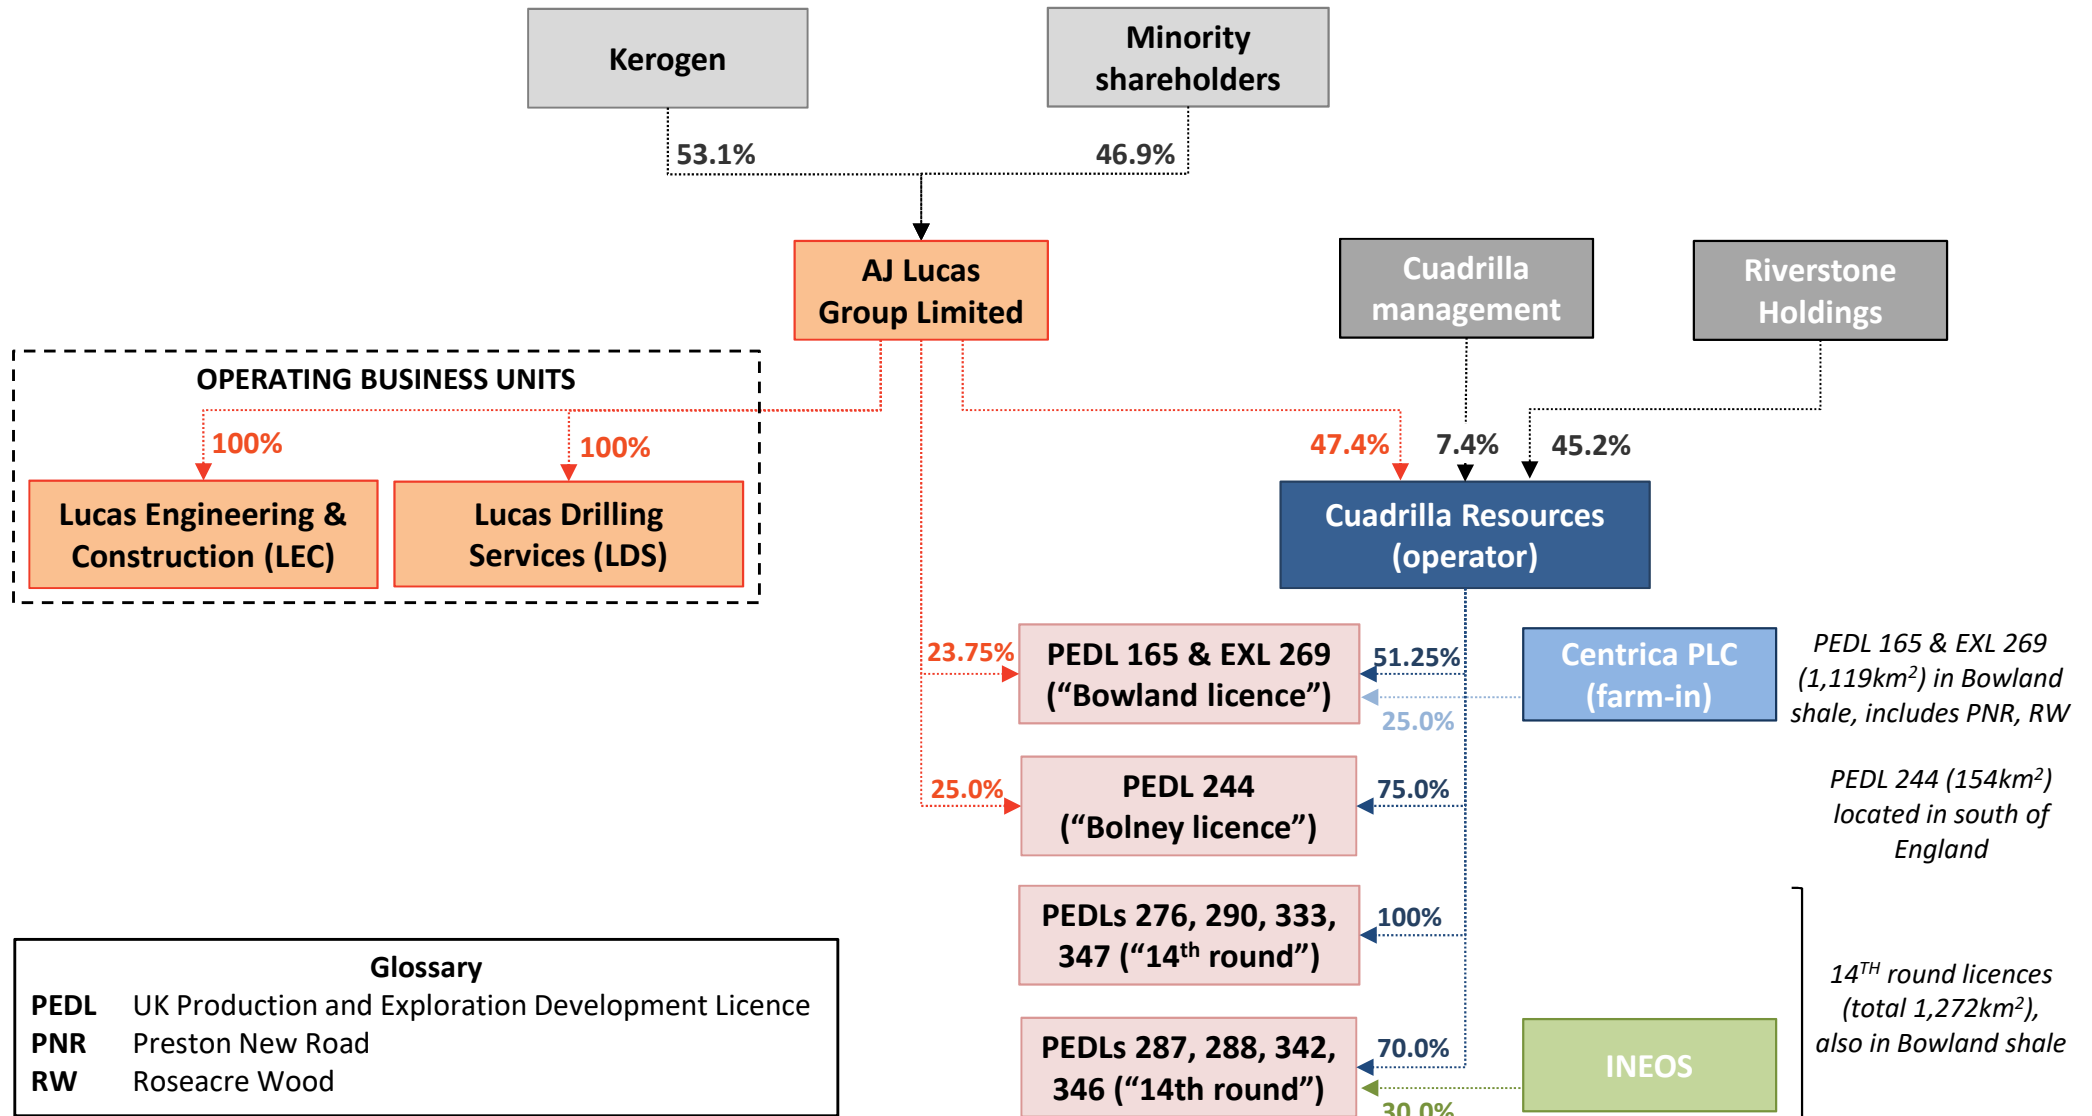 Kerogen
Minority
shareholders
53.1%
46.9%
AJ Lucas
Group Limited
Cuadrilla
management
Riverstone
Holdings
OPERATING BUSINESS UNITS
100%
100%
47.4%
7.4%
45.2%
Lucas Engineering &
Construction (LEC)
Lucas Drilling
Services (LDS)
Cuadrilla Resources
(operator)
23.75%
PEDL 165 & EXL 269
(“Bowland licence”)
51.25%
25.0%
Centrica PLC
(farm-in)
PEDL 165 & EXL 269
(1,119km²) in Bowland
shale, includes PNR, RW
25.0%
PEDL 244
(“Bolney licence”)
75.0%
PEDL 244 (154km²)
located in south of
England
PEDLs 276, 290, 333,
347 (“14th round”)
100%
PEDLs 287, 288, 342,
346 (“14th round”)
70.0%
30.0%
INEOS
14TH round licences
(total 1,272km²),
also in Bowland shale
Glossary
PEDL UK Production and Exploration Development Licence
PNR Preston New Road
RW Roseacre Wood